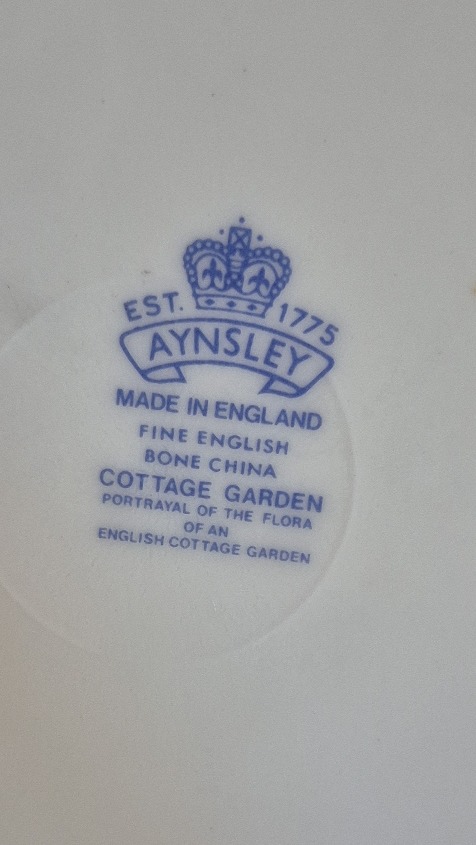 EST. 1775
AYNSLEY
MADE IN ENGLAND
FINE ENGLISH
BONE CHINA
COTTAGE GARDEN
PORTRAYAL OF THE FLORA
OF AN
ENGLISH COTTAGE GARDEN